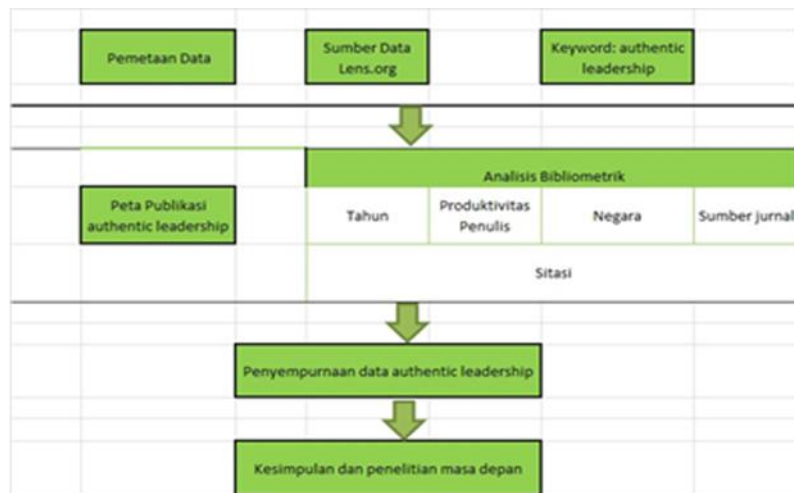 Pemetaan Data
Sumber Data
Lens.org
Keyword: authentic
leadership
Analisis Bibliometrik
Peta Publikasi
authentic leadership
Tahun
Produktivitas
Penulis
Negara
Sumber jurnal
Sitasi
Penyempurnaan data authentic leadership
Kesimpulan dan penelitian masa depan